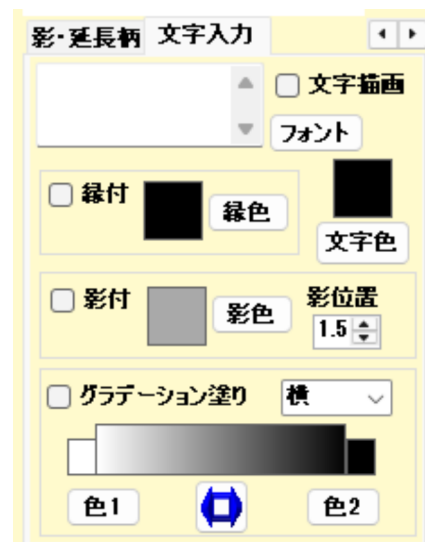 影・延長柄 文字入力
文字描画
フォント
縁付 縁色
文字色
影付 影色 影位置
1.5
グラデーション塗り 横
色1 色2